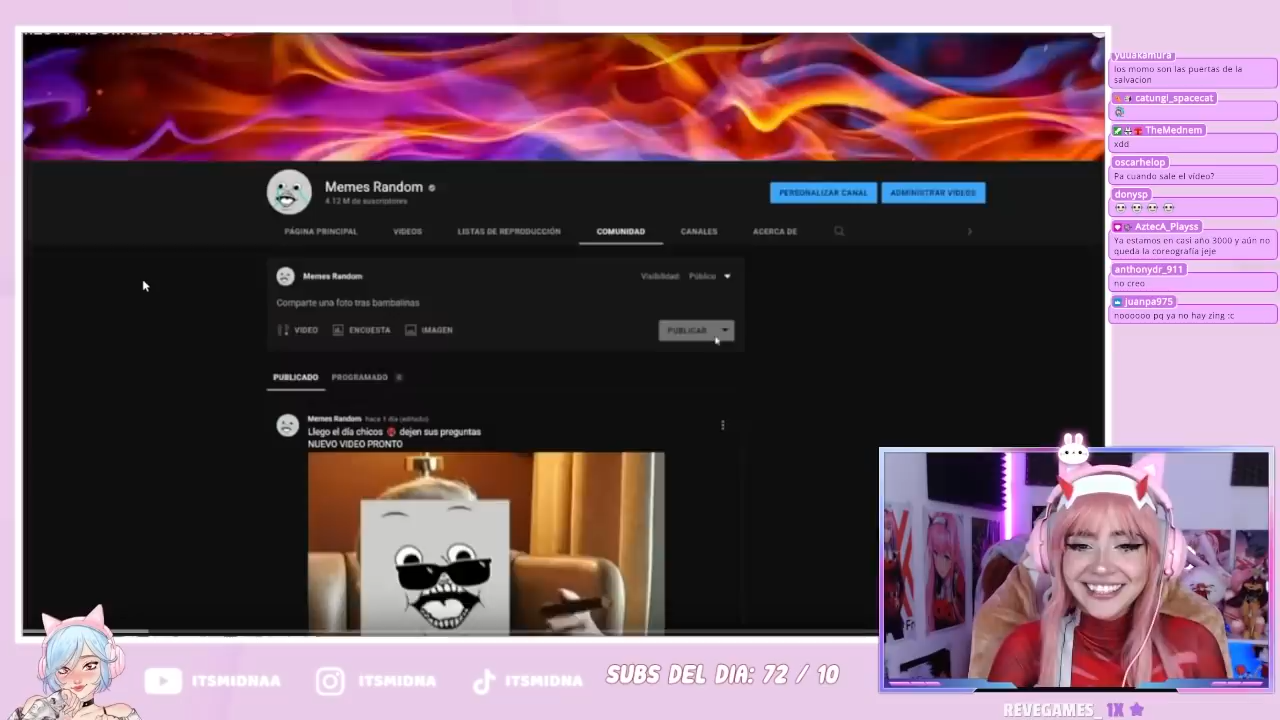 Memes Random
4.12 M de suscriptores
PERSONALIZAR CANAL
ADMINISTRAR VIDEOS
PÁGINA PRINCIPAL
VIDEOS
LISTAS DE REPRODUCCIÓN
COMUNIDAD
CANALES
ACERCA DE
Memes Random
Visibilidad: Público
Comparte una foto tras bambalinas
VIDEO
ENCUESTA
IMAGEN
PUBLICAR
PUBLICADO
PROGRAMADO
Memes Random hace 1 día (editado)
Llego el día chicos dejen sus preguntas
NUEVO VIDEO PRONTO
yuuakamura
los momo son las puertas de la
salvacion
catungi_spacecat
TheMednem
xdd
oscarhelop
Pa cuando sale el vídeo?
donysp
AztecA_Playss
Ya estamos en casi año 3000 y aún no
queda la coreografía jeje
anthonydr_911
no creo
juanpa975
noooooo pq ya no hay zing :c
ITSMIDNAA
ITSMIDNA
ITSMIDNA
SUBS DEL DIA: 72 / 10
REVEGAMES_ 1X